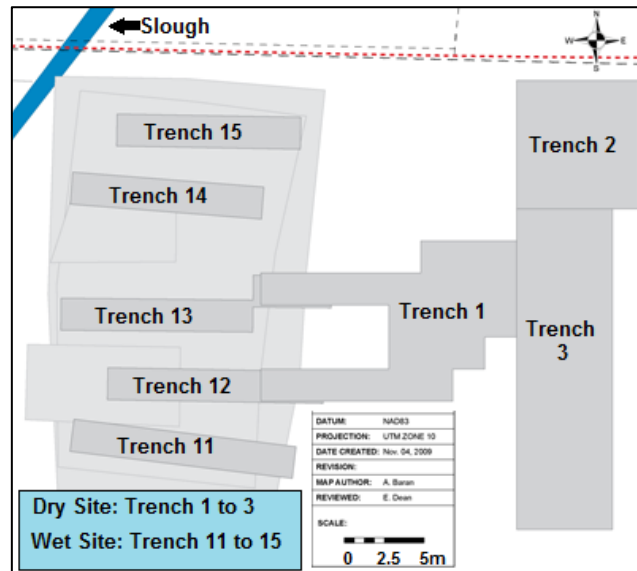 Slough
N
W E
S
Trench 15
Trench 2
Trench 14
Trench 1
Trench 13
Trench
3
Trench 12
Trench 11
DATUM: NAD83
PROJECTION: UTM ZONE 10
DATE CREATED: Nov. 04, 2009
REVISION:
MAP AUTHOR: A. Baran
REVIEWED: E. Dean
SCALE:
0 2.5 5m
Dry Site: Trench 1 to 3
Wet Site: Trench 11 to 15